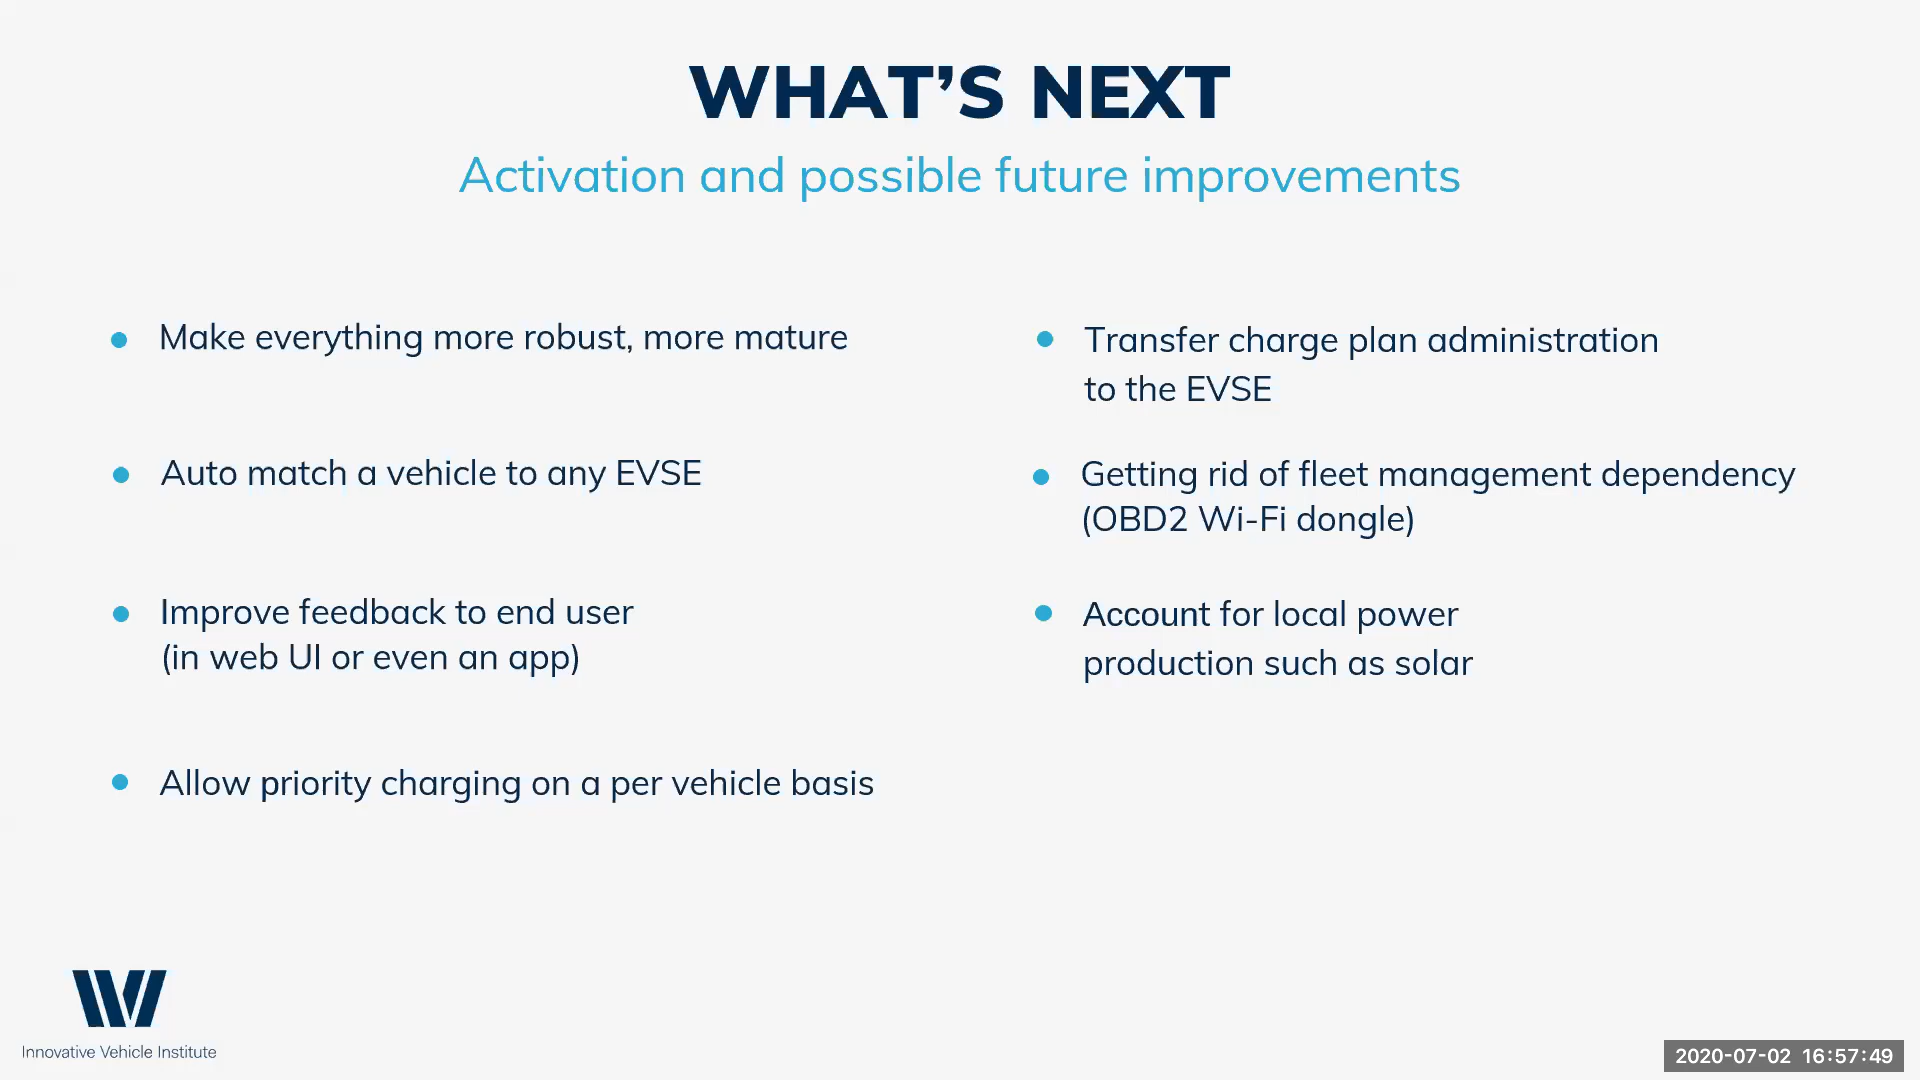 WHAT’S NEXT
Activation and possible future improvements
Make everything more robust, more mature
Auto match a vehicle to any EVSE
Improve feedback to end user
(in web UI or even an app)
Allow priority charging on a per vehicle basis
Transfer charge plan administration
to the EVSE
Getting rid of fleet management dependency
(OBD2 Wi-Fi dongle)
Account for local power
production such as solar
Innovative Vehicle Institute
2020-07-02 16:57:49